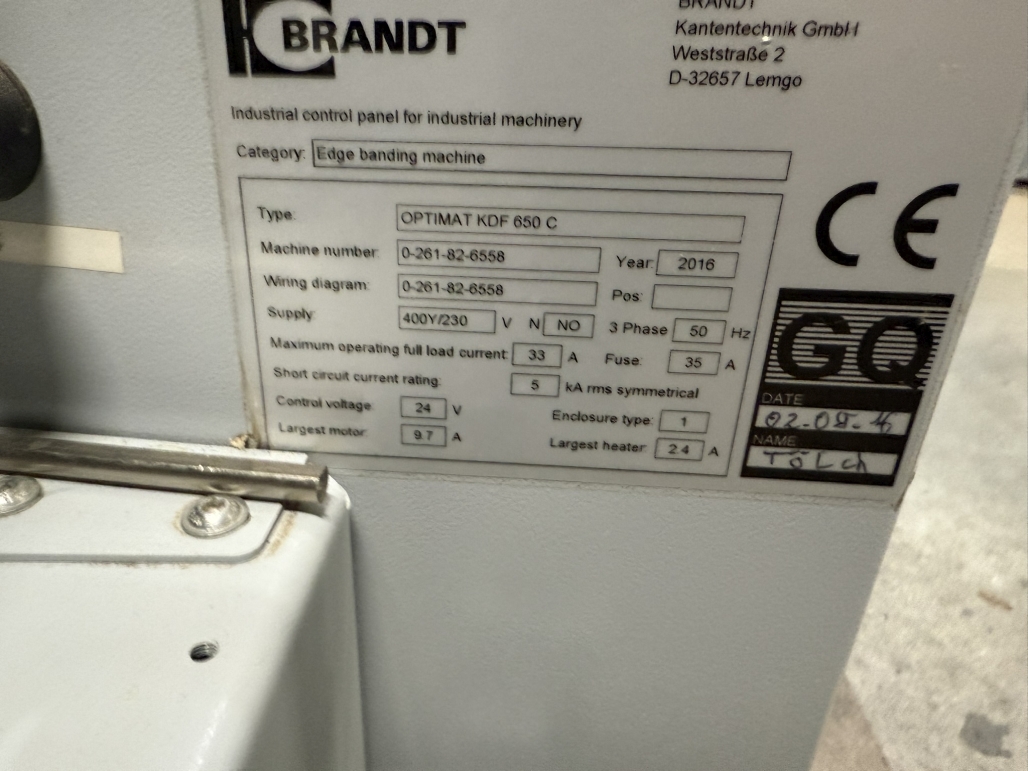 BRANDT
BRANDT
Kantentechnik GmbH
Weststraße 2
D-32657 Lemgo
Industrial control panel for industrial machinery
Category: Edge banding machine
Type: OPTIMAT KDF 650 C
Machine number: 0-261-82-6558 Year: 2016
Wiring diagram: 0-261-82-6558 Pos:
Supply: 400Y/230 V N NO 3 Phase 50 Hz
Maximum operating full load current: 33 A Fuse: 35 A
Short circuit current rating: 5 kA rms symmetrical
Control voltage: 24 V Enclosure type: 1
Largest motor: 9.7 A Largest heater: 2.4 A
CE
GQ
DATE
NAME
Tölch